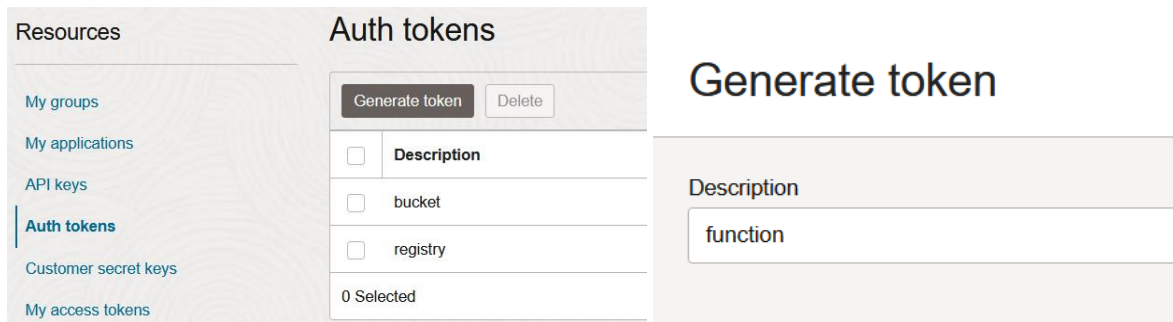 Resources
My groups
My applications
API keys
Auth tokens
Customer secret keys
My access tokens
Auth tokens
Generate token Delete
Description
bucket
registry
0 Selected
Generate token
Description
function